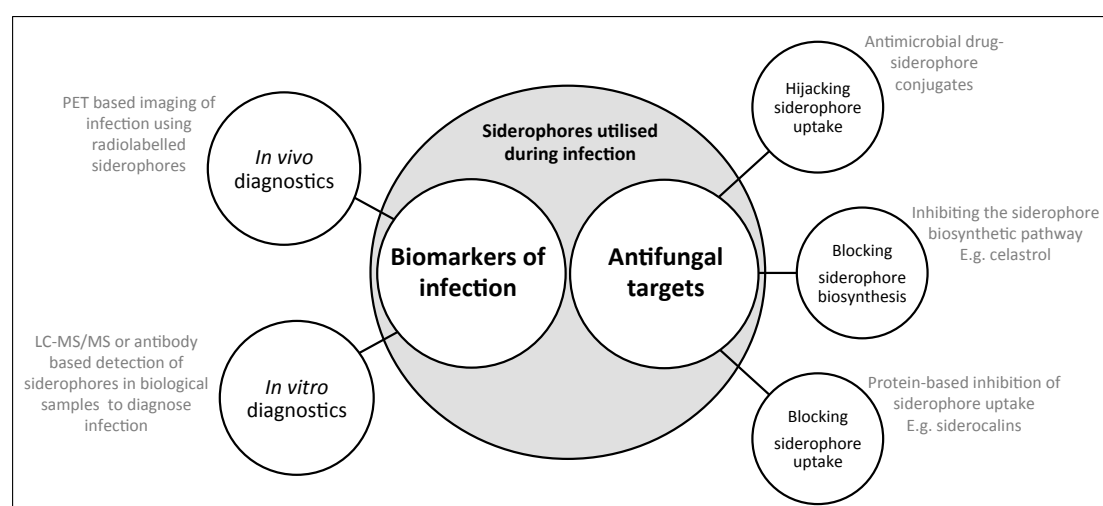 PET based imaging of
infection using
radiolabelled
siderophores
In vivo
diagnostics
LC-MS/MS or antibody
based detection of
siderophores in biological
samples to diagnose
infection
In vitro
diagnostics
Siderophores utilised
during infection
Biomarkers of
infection
Antifungal
targets
Antimicrobial drug-
siderophore
conjugates
Hijacking
siderophore
uptake
Inhibiting the siderophore
biosynthetic pathway
E.g. celastrol
Blocking
siderophore
biosynthesis
Protein-based inhibition of
siderophore uptake
E.g. siderocalins
Blocking
siderophore
uptake